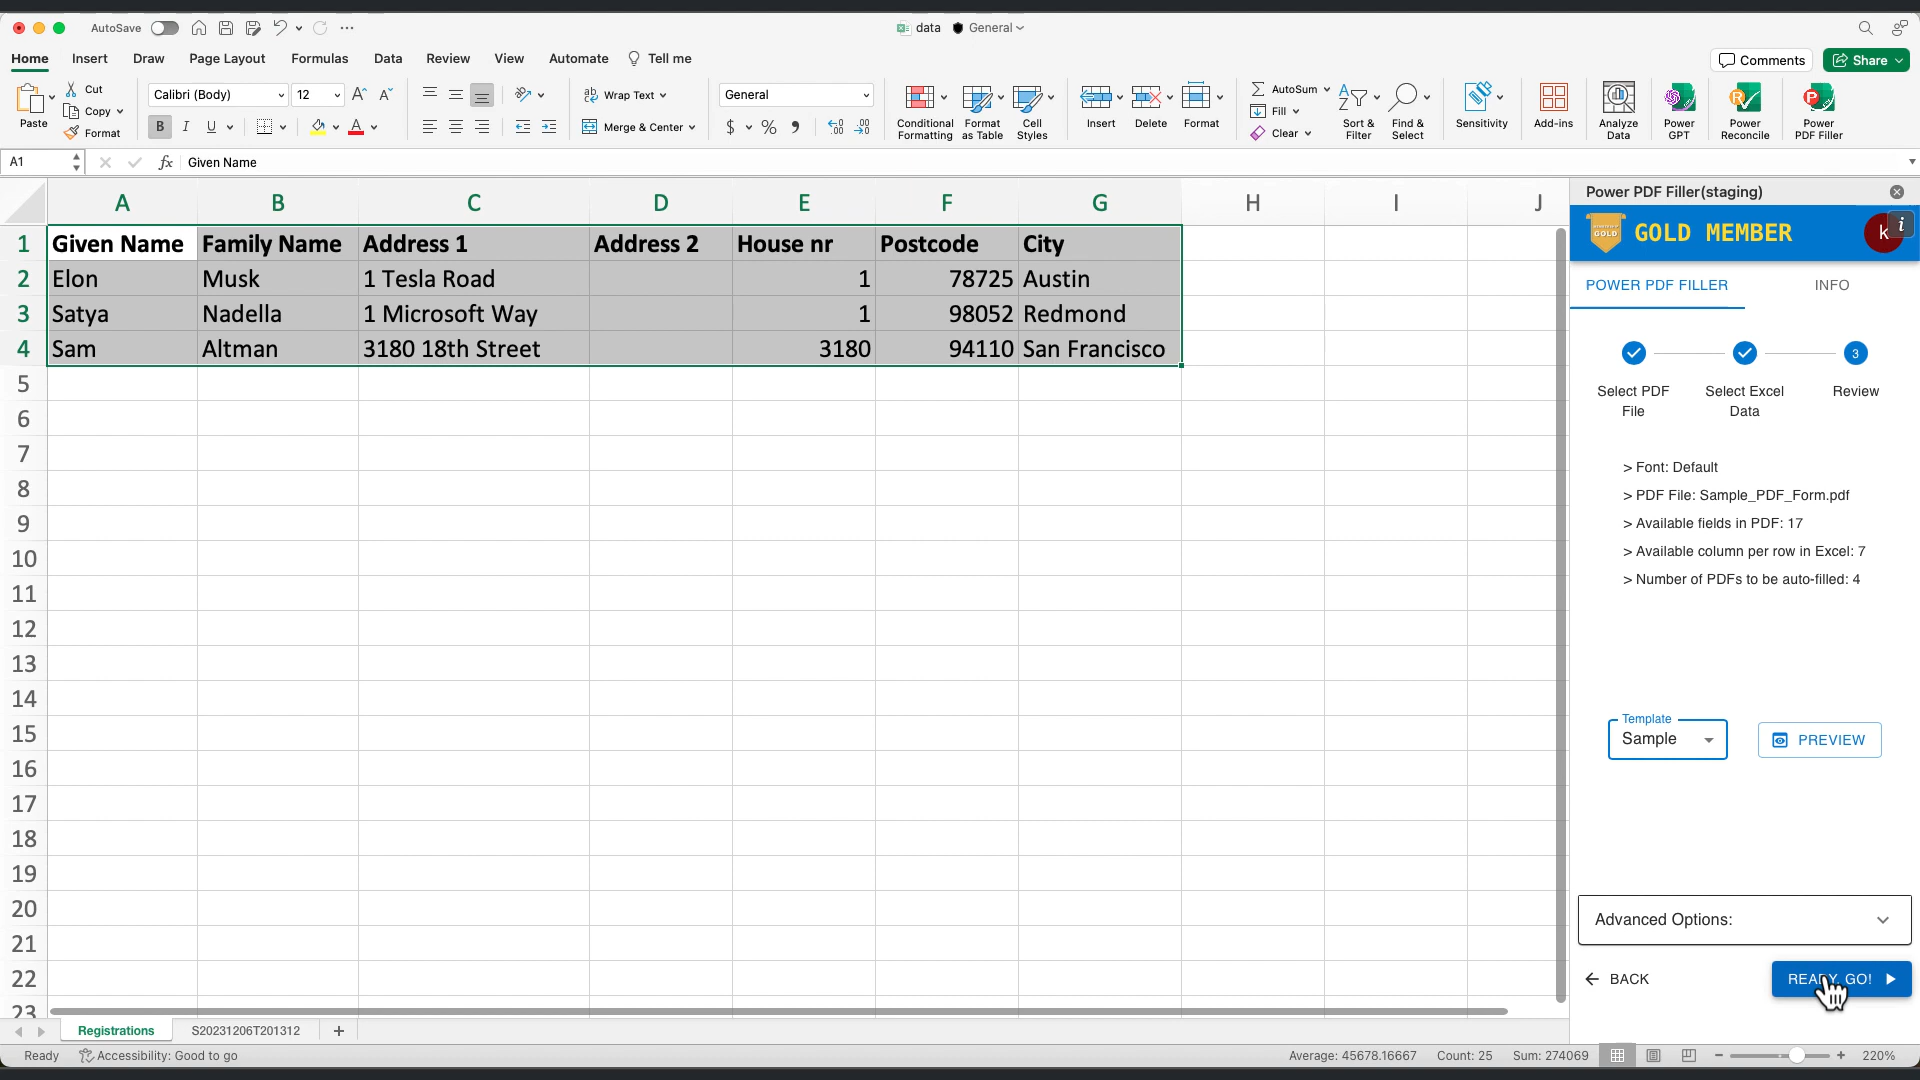 AutoSave
data General
Home Insert Draw Page Layout Formulas Data Review View Automate Tell me
Comments Share
Paste
Cut
Copy
Format
Calibri (Body) 12
B I U
Wrap Text
Merge & Center
General
$ % 9
Conditional Formatting
Format as Table
Cell Styles
Insert
Delete
Format
AutoSum
Fill
Clear
Sort & Filter
Find & Select
Sensitivity
Add-ins
Analyze Data
Power GPT
Power Reconcile
Power PDF Filler
A1 fx Given Name
A B C D E F G H I J
1 Given Name Family Name Address 1 Address 2 House nr Postcode City
2 Elon Musk 1 Tesla Road 1 78725 Austin
3 Satya Nadella 1 Microsoft Way 1 98052 Redmond
4 Sam Altman 3180 18th Street 3180 94110 San Francisco
5
6
7
8
9
10
11
12
13
14
15
16
17
18
19
20
21
22
23
Power PDF Filler(staging)
GOLD GOLD MEMBER k i
POWER PDF FILLER INFO
3
Select PDF File
Select Excel Data
Review
> Font: Default
> PDF File: Sample_PDF_Form.pdf
> Available fields in PDF: 17
> Available column per row in Excel: 7
> Number of PDFs to be auto-filled: 4
Template
Sample
PREVIEW
Advanced Options:
BACK
READY, GO!
Registrations S20231206T201312 +
Ready Accessibility: Good to go
Average: 45678.16667 Count: 25 Sum: 274069 220%